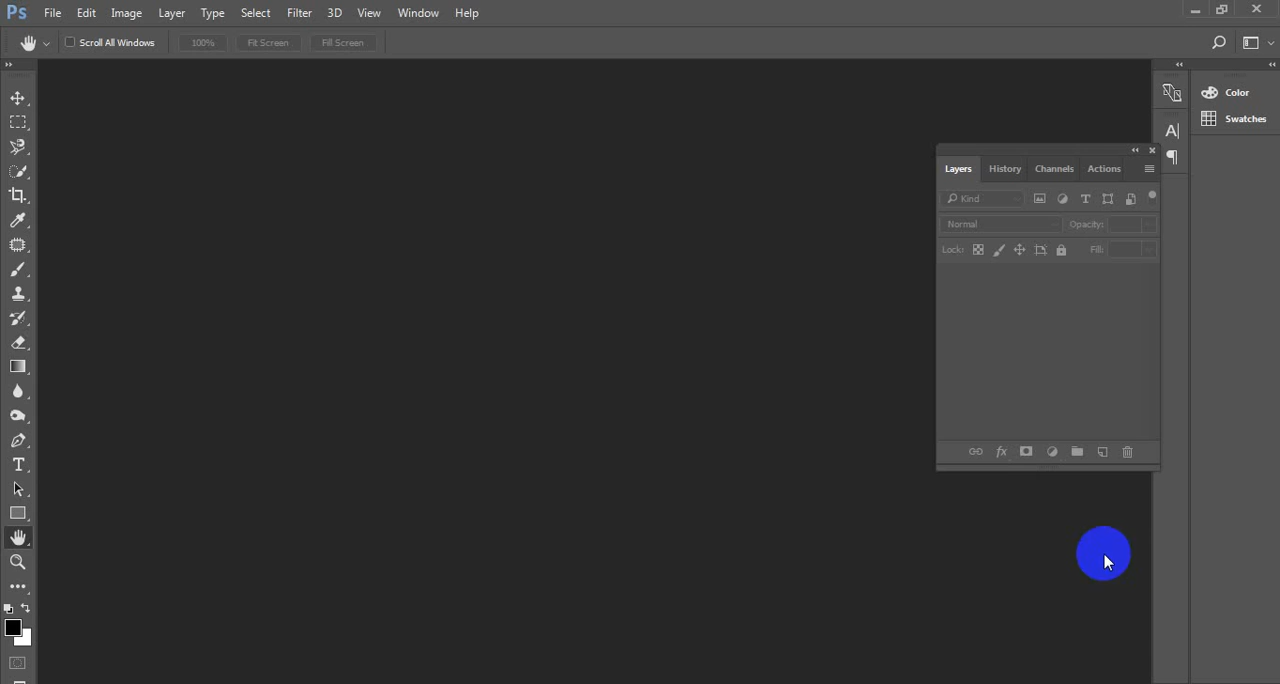 Ps File Edit Image Layer Type Select Filter 3D View Window Help
Scroll All Windows 100% Fit Screen Fill Screen
Color
Swatches
Layers History Channels Actions
Kind
Normal Opacity:
Lock: Fill: